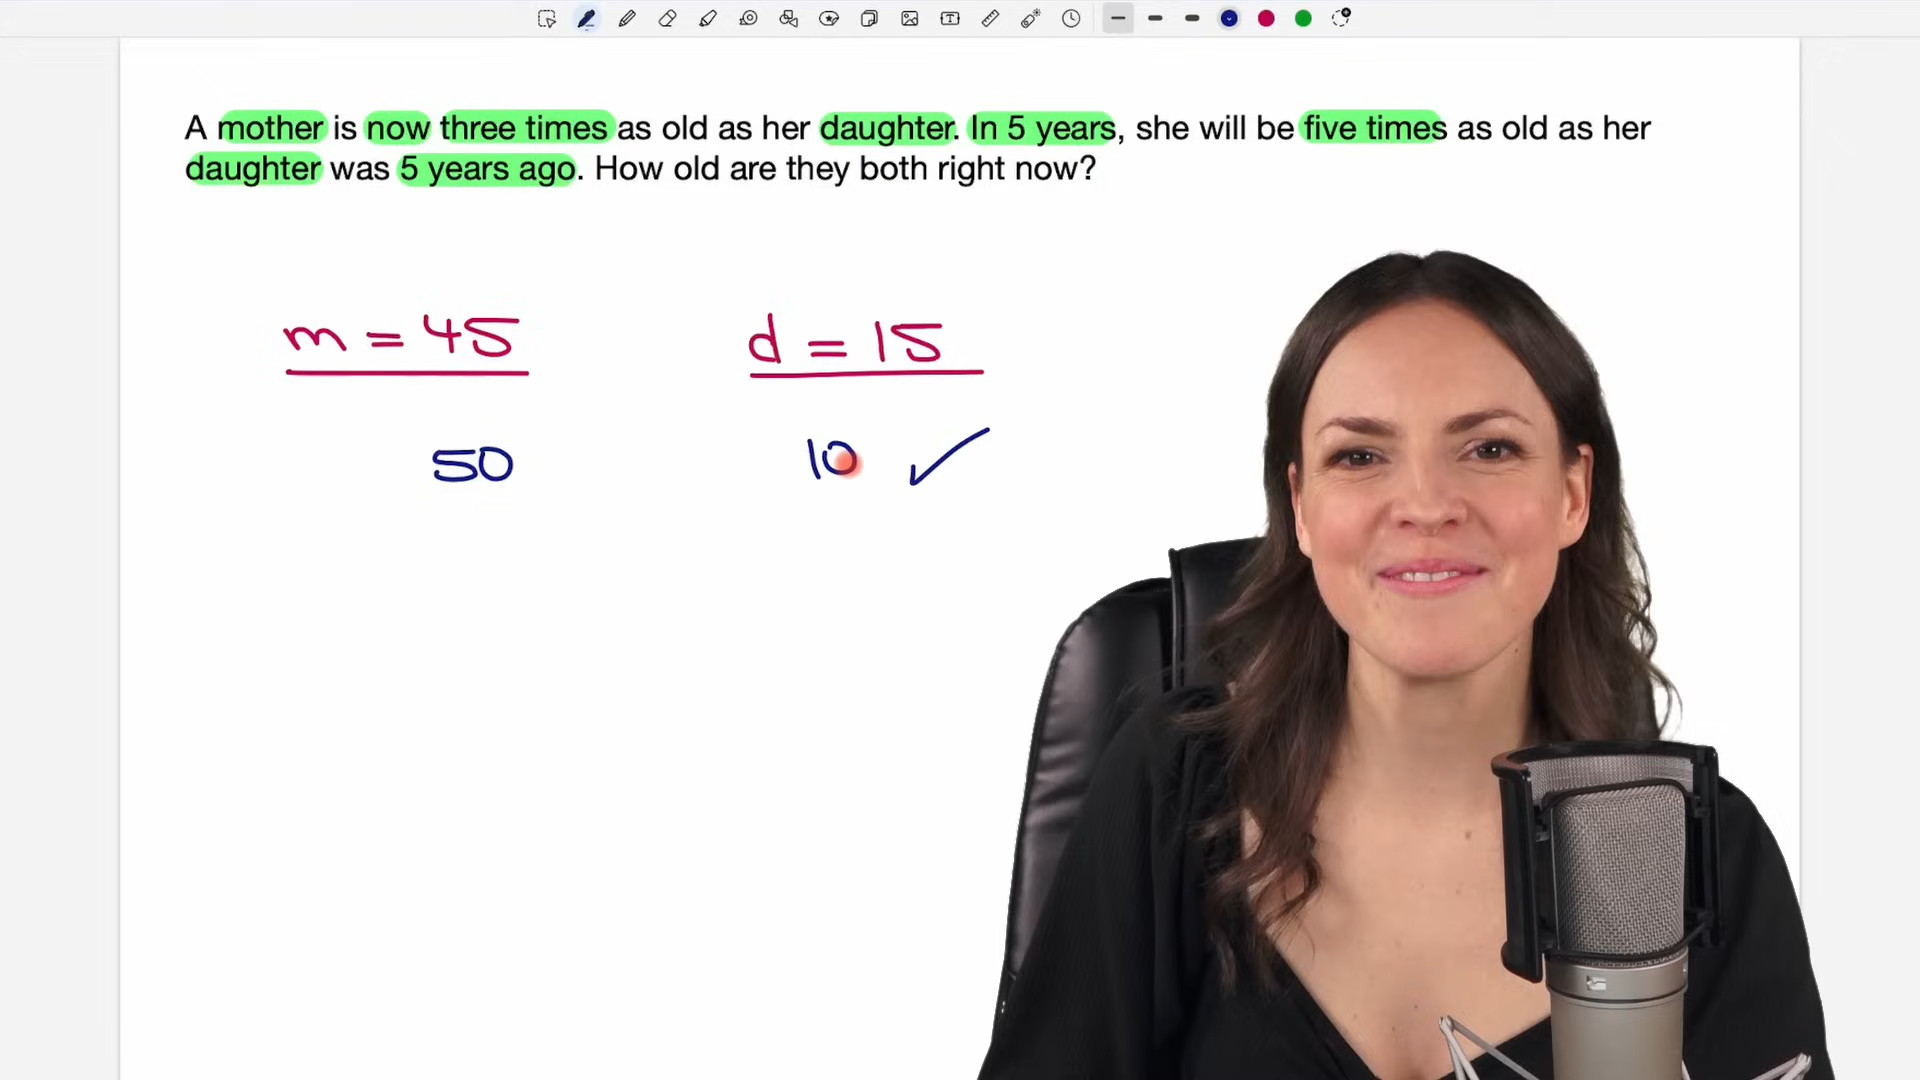 A mother is now three times as old as her daughter. In 5 years, she will be five times as old as her
daughter was 5 years ago. How old are they both right now?
m = 45
d = 15
50
10